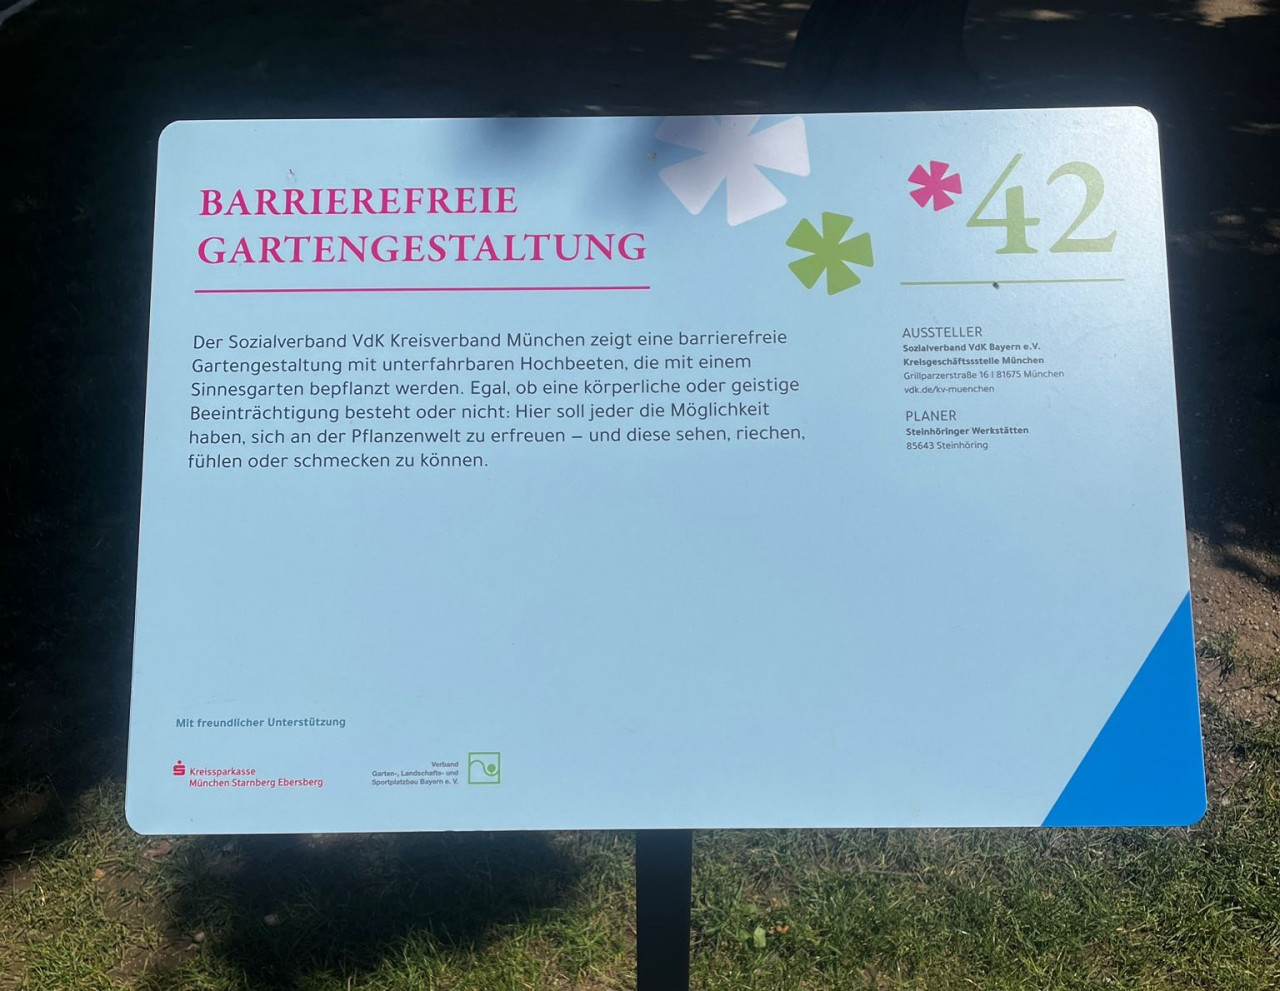 BARRIEREFREIE
GARTENGESTALTUNG
Der Sozialverband VdK Kreisverband München zeigt eine barrierefreie
Gartengestaltung mit unterfahrbaren Hochbeeten, die mit einem
Sinnesgarten bepflanzt werden. Egal, ob eine körperliche oder geistige
Beeinträchtigung besteht oder nicht: Hier soll jeder die Möglichkeit
haben, sich an der Pflanzenwelt zu erfreuen – und diese sehen, riechen,
fühlen oder schmecken zu können.
42
AUSSTELLER
Sozialverband VdK Bayern e.V.
Kreisgeschäftssstelle München
Grillparzerstraße 16 | 81675 München
vdk.de/kv-muenchen
PLANER
Steinhöringer Werkstätten
85643 Steinhöring
Mit freundlicher Unterstützung
Kreissparkasse
München Starnberg Ebersberg
Verband
Garten-, Landschafts- und
Sportplatzbau Bayern e. V.